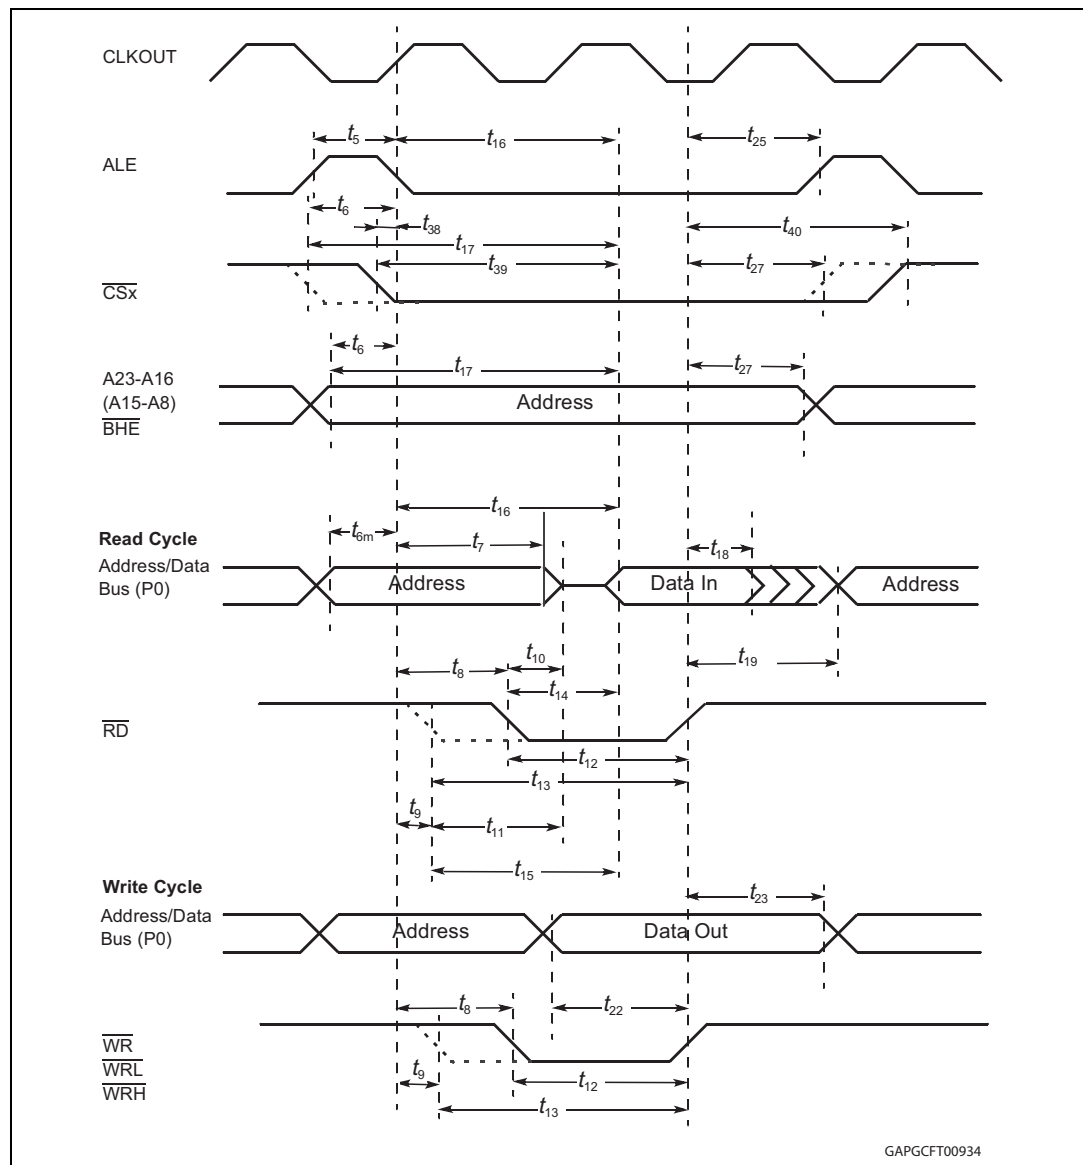 CLKOUT
t5 t16 t25
ALE
t6 t38 t40
t17
t39 t27
CSx
t6
t17 t27
A23-A16
(A15-A8) Address
BHE
t16
t6m
Read Cycle t7 t18
Address/Data
Bus (P0) Address Data In Address
t10
t8 t19
t14
RD
t12
t13
t9
t11
t15
Write Cycle
t23
Address/Data
Bus (P0) Address Data Out
t8 t22
WR
WRL
t9 t12
WRH
t13
GAPGCFT00934